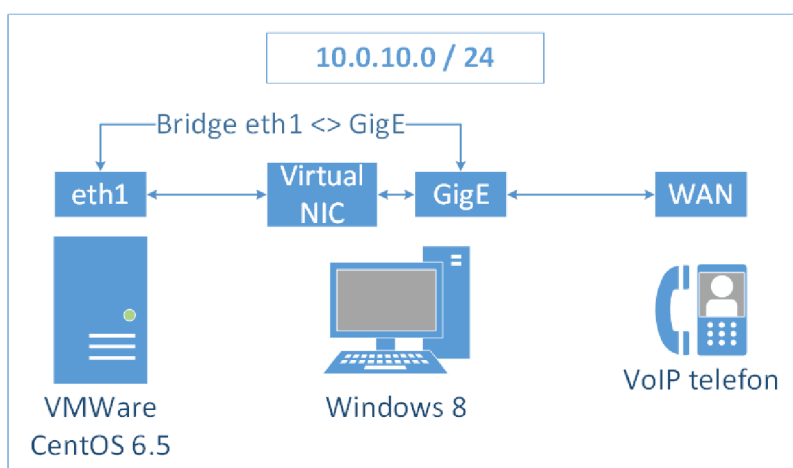 10.0.10.0 / 24
Bridge eth1 <> GigE
eth1
Virtual
NIC
GigE
WAN
VMWare
CentOS 6.5
Windows 8
VoIP telefon